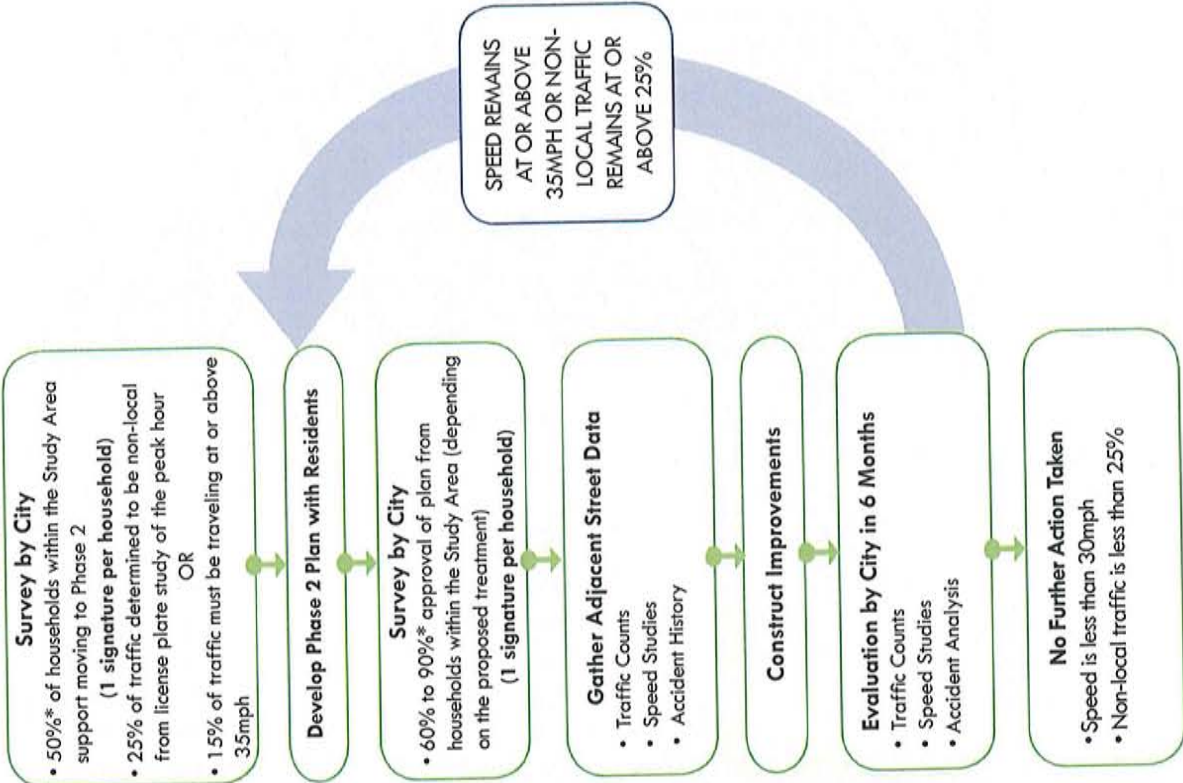 Survey by City
• 50%* of households within the Study Area
support moving to Phase 2
(1 signature per household)
• 25% of traffic determined to be non-local
from license plate study of the peak hour
OR
• 15% of traffic must be traveling at or above
35mph
Develop Phase 2 Plan with Residents
Survey by City
• 60% to 90%* approval of plan from
households within the Study Area (depending
on the proposed treatment)
(1 signature per household)
Gather Adjacent Street Data
• Traffic Counts
• Speed Studies
• Accident History
Construct Improvements
Evaluation by City in 6 Months
• Traffic Counts
• Speed Studies
• Accident Analysis
No Further Action Taken
• Speed is less than 30mph
• Non-local traffic is less than 25%
SPEED REMAINS
AT OR ABOVE
35MPH OR NON-
LOCAL TRAFFIC
REMAINS AT OR
ABOVE 25%